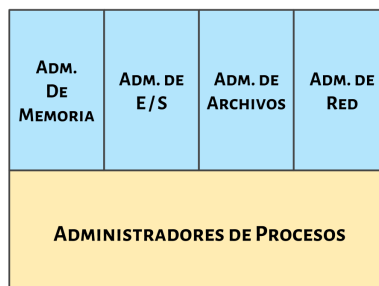 Adm.
De
Memoria
Adm. de
E/S
Adm. de
Archivos
Adm. de
Red
Administradores de Procesos